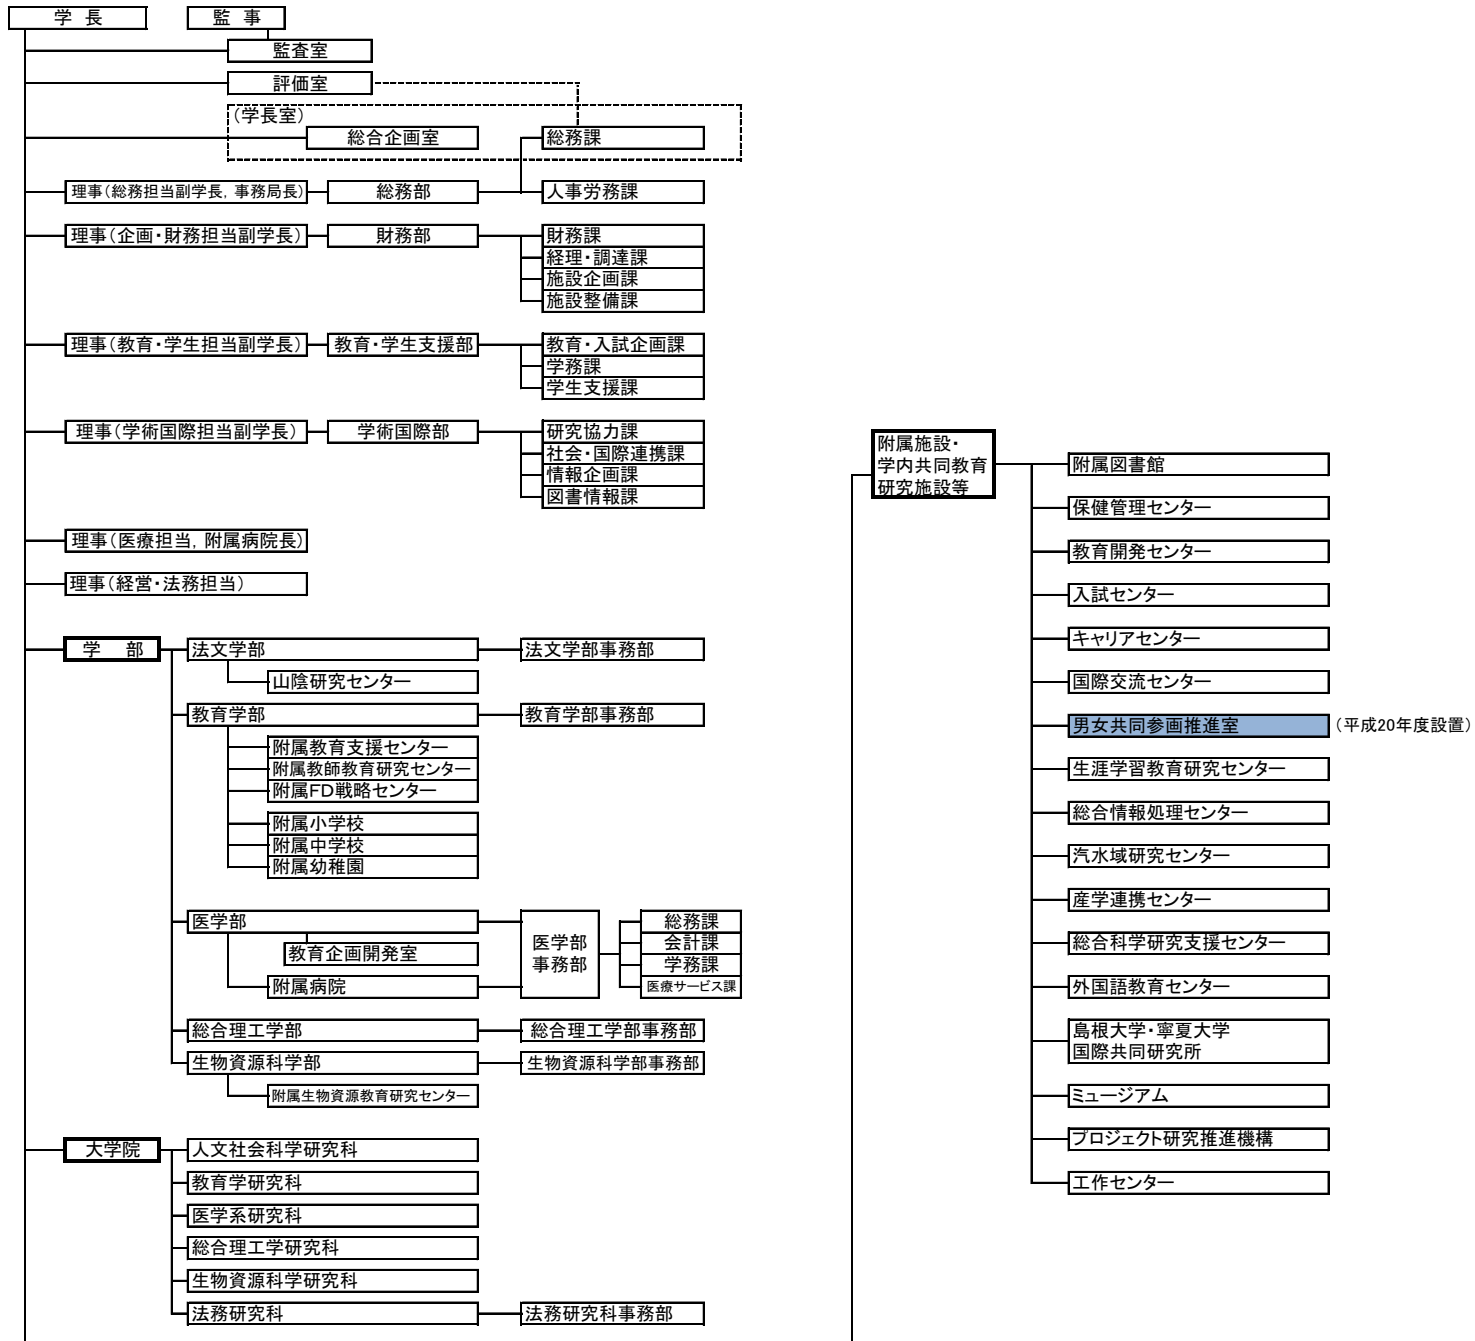 学 長
監 事
監査室
評価室
(学長室)
総合企画室
総務課
理事(総務担当副学長, 事務局長)
総務部
人事労務課
理事(企画・財務担当副学長)
財務部
財務課
経理・調達課
施設企画課
施設整備課
理事(教育・学生担当副学長)
教育・学生支援部
教育・入試企画課
学務課
学生支援課
理事(学術国際担当副学長)
学術国際部
研究協力課
社会・国際連携課
情報企画課
図書情報課
理事(医療担当, 附属病院長)
理事(経営・法務担当)
学 部
法文学部
法文学部事務部
山陰研究センター
教育学部
教育学部事務部
附属教育支援センター
附属教師教育研究センター
附属FD戦略センター
附属小学校
附属中学校
附属幼稚園
医学部
教育企画開発室
附属病院
医学部
事務部
総務課
会計課
学務課
医療サービス課
総合理工学部
総合理工学部事務部
生物資源科学部
生物資源科学部事務部
附属生物資源教育研究センター
大学院
人文社会科学研究科
教育学研究科
医学系研究科
総合理工学研究科
生物資源科学研究科
法務研究科
法務研究科事務部
附属施設・
学内共同教育
研究施設等
附属図書館
保健管理センター
教育開発センター
入試センター
キャリアセンター
国際交流センター
男女共同参画推進室
(平成20年度設置)
生涯学習教育研究センター
総合情報処理センター
汽水域研究センター
産学連携センター
総合科学研究支援センター
外国語教育センター
島根大学・寧夏大学
国際共同研究所
ミュージアム
プロジェクト研究推進機構
工作センター